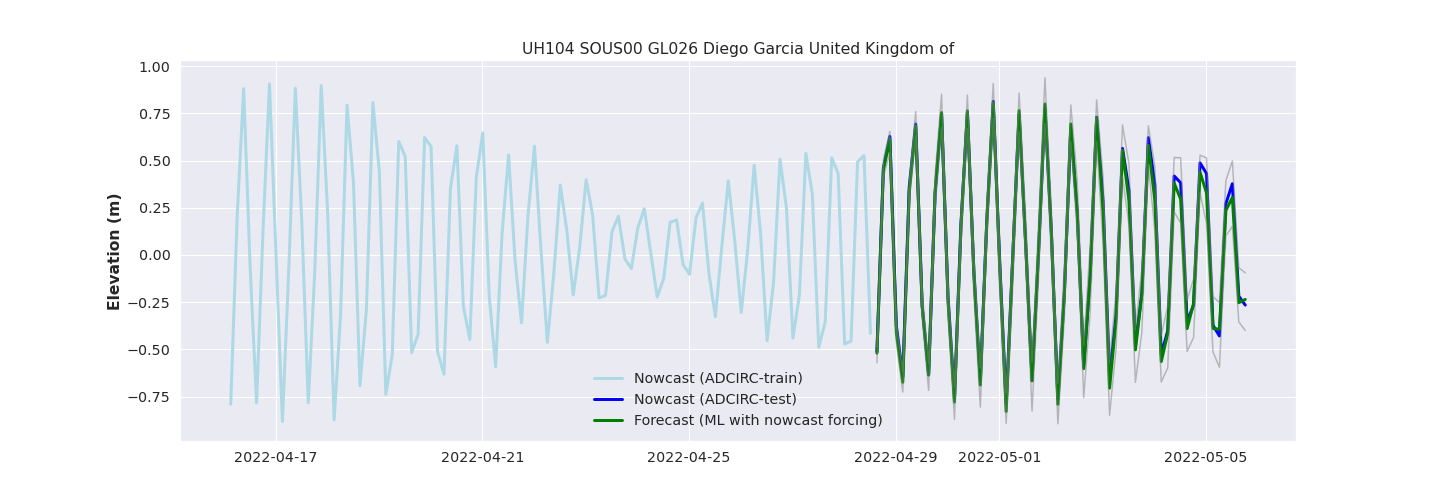 UH104 SOUS00 GL026 Diego Garcia United Kingdom of
1.00
0.75
0.50
0.25
0.00
−0.25
−0.50
−0.75
Elevation (m)
Nowcast (ADCIRC-train)
Nowcast (ADCIRC-test)
Forecast (ML with nowcast forcing)
2022-04-17 2022-04-21 2022-04-25 2022-04-29 2022-05-01 2022-05-05